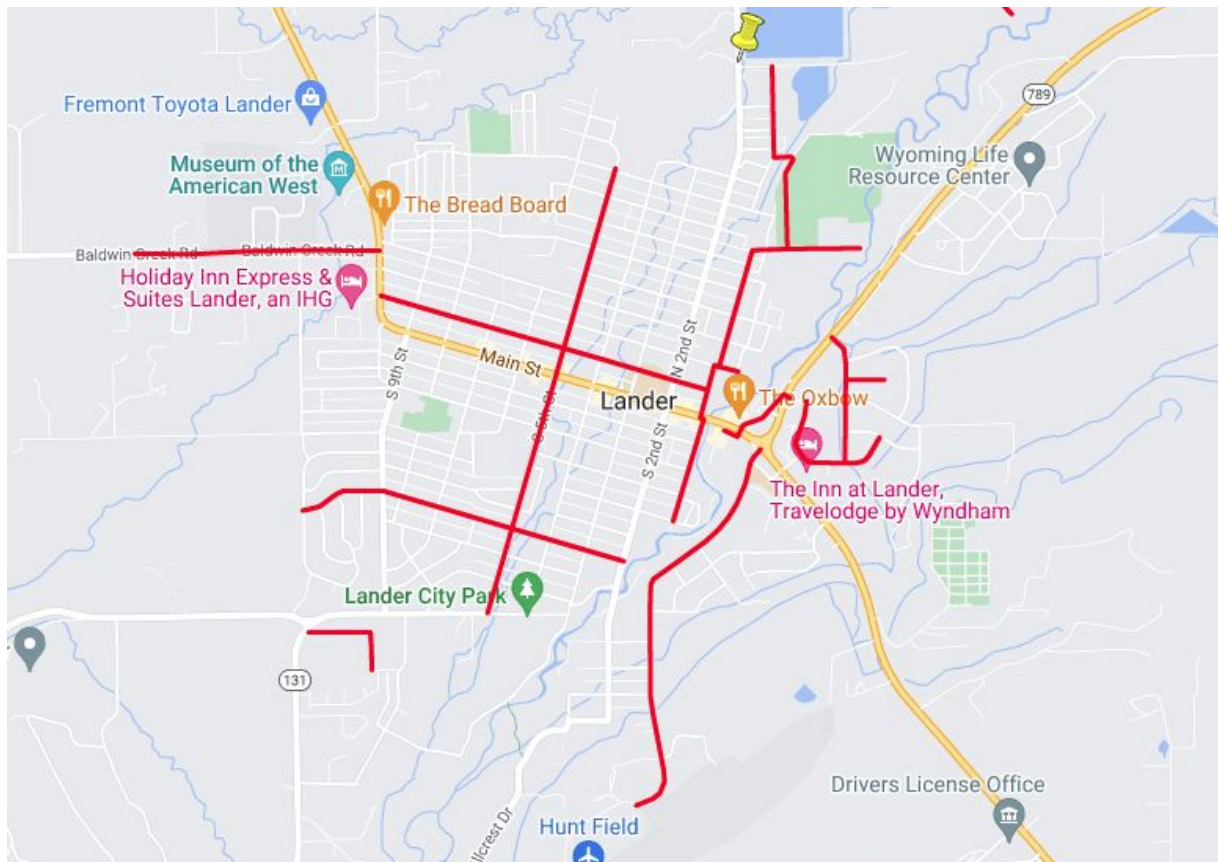 789
Fremont Toyota Lander
Museum of the
American West
Wyoming Life
Resource Center
The Bread Board
Baldwin Creek Rd
Baldwin Creek Rd
Holiday Inn Express &
Suites Lander, an IHG
Main St
N 2nd St
S 9th St
Lander
The Oxbow
S 5th St
S 2nd St
The Inn at Lander,
Travelodge by Wyndham
Lander City Park
131
Drivers License Office
Hunt Field